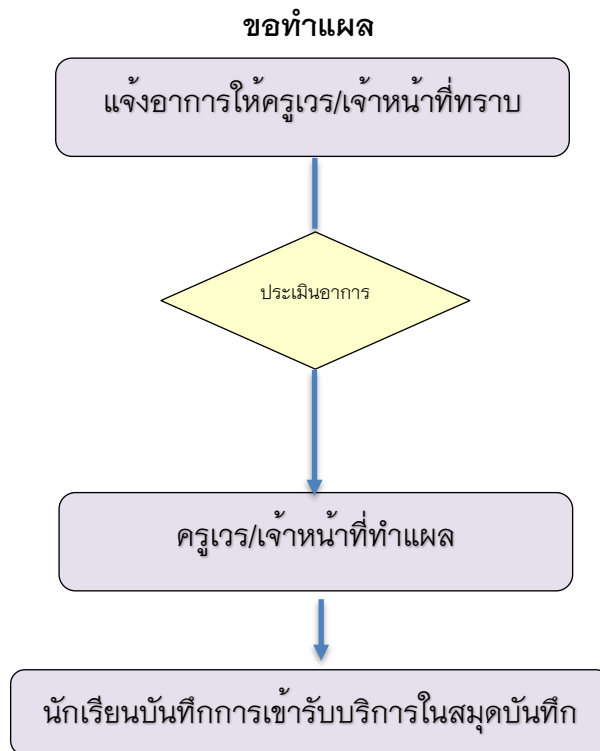 ขอทำแผล
แจ้งอาการให้ครูเวร/เจ้าหน้าที่ทราบ
ประเมินอาการ
ครูเวร/เจ้าหน้าที่ทำแผล
นักเรียนบันทึกการเข้ารับบริการในสมุดบันทึก